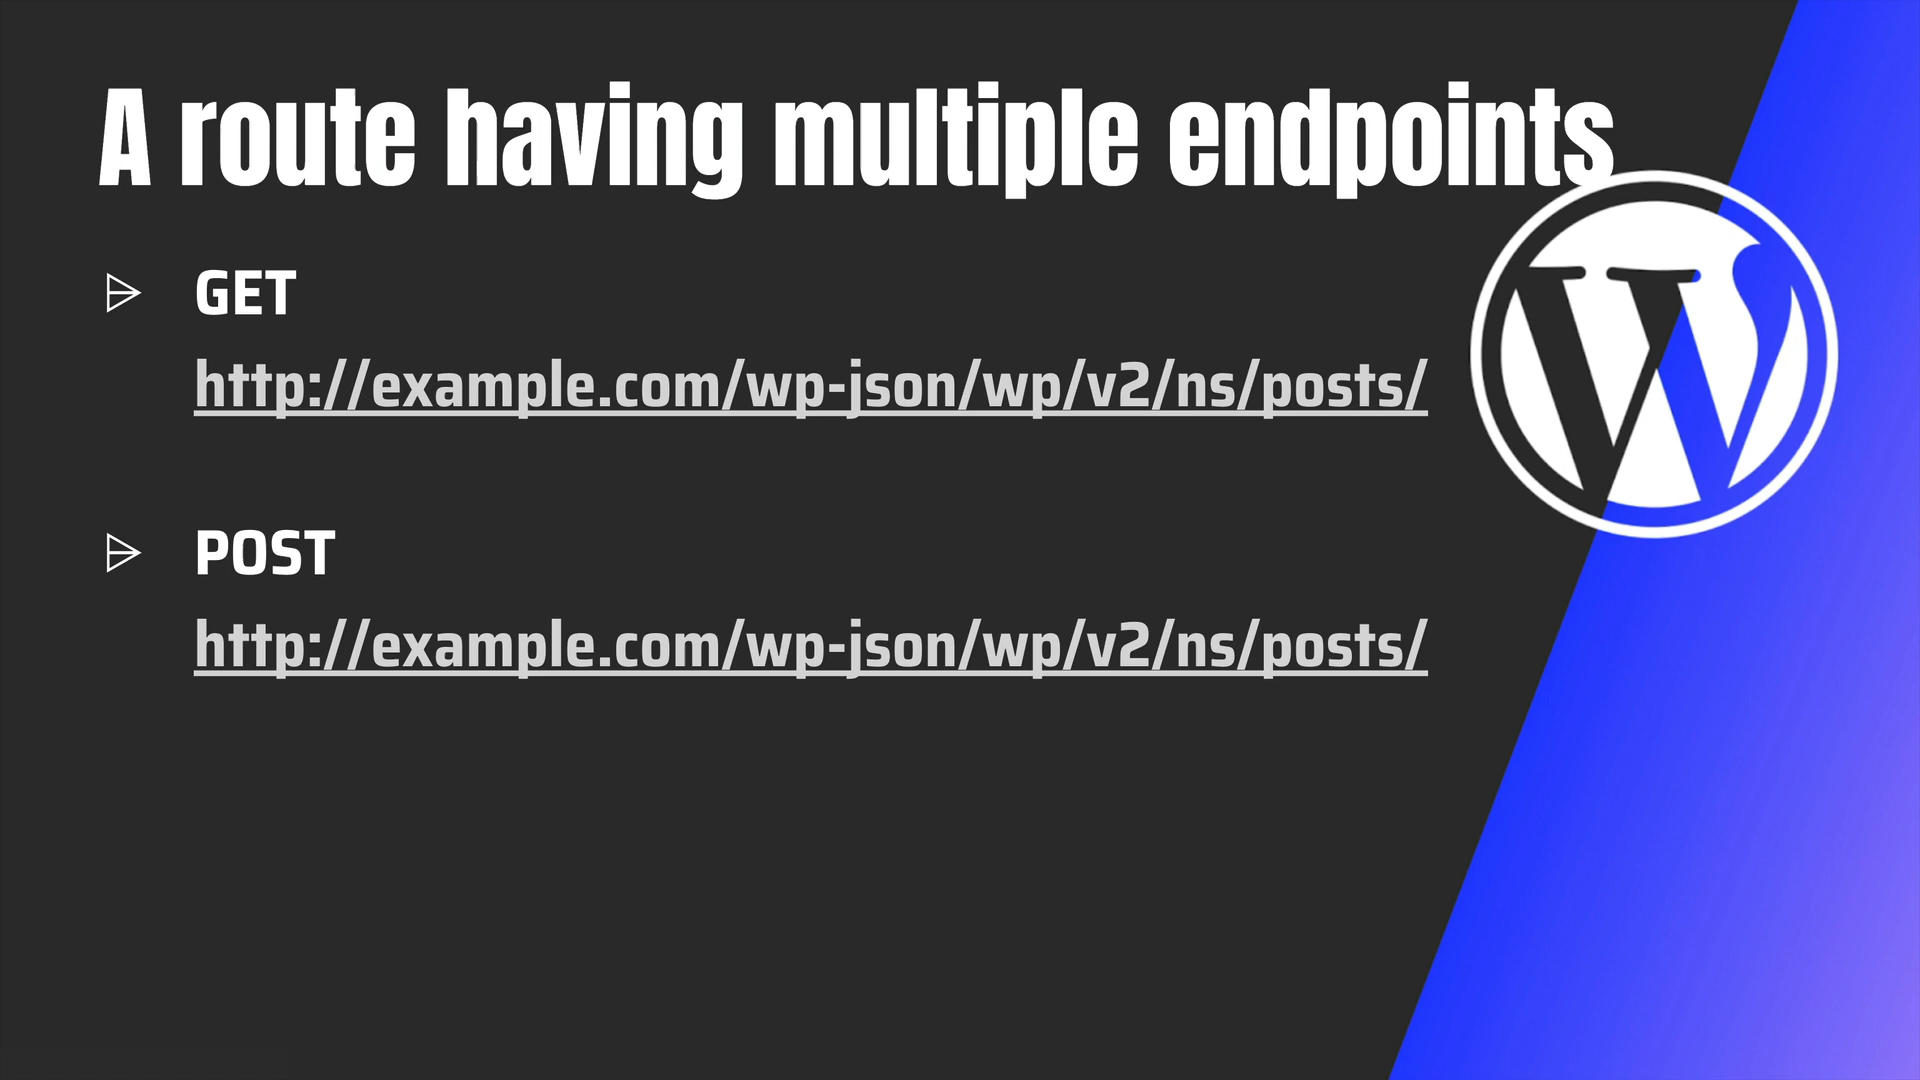 A route having multiple endpoints
GET
http://example.com/wp-json/wp/v2/ns/posts/
POST
http://example.com/wp-json/wp/v2/ns/posts/